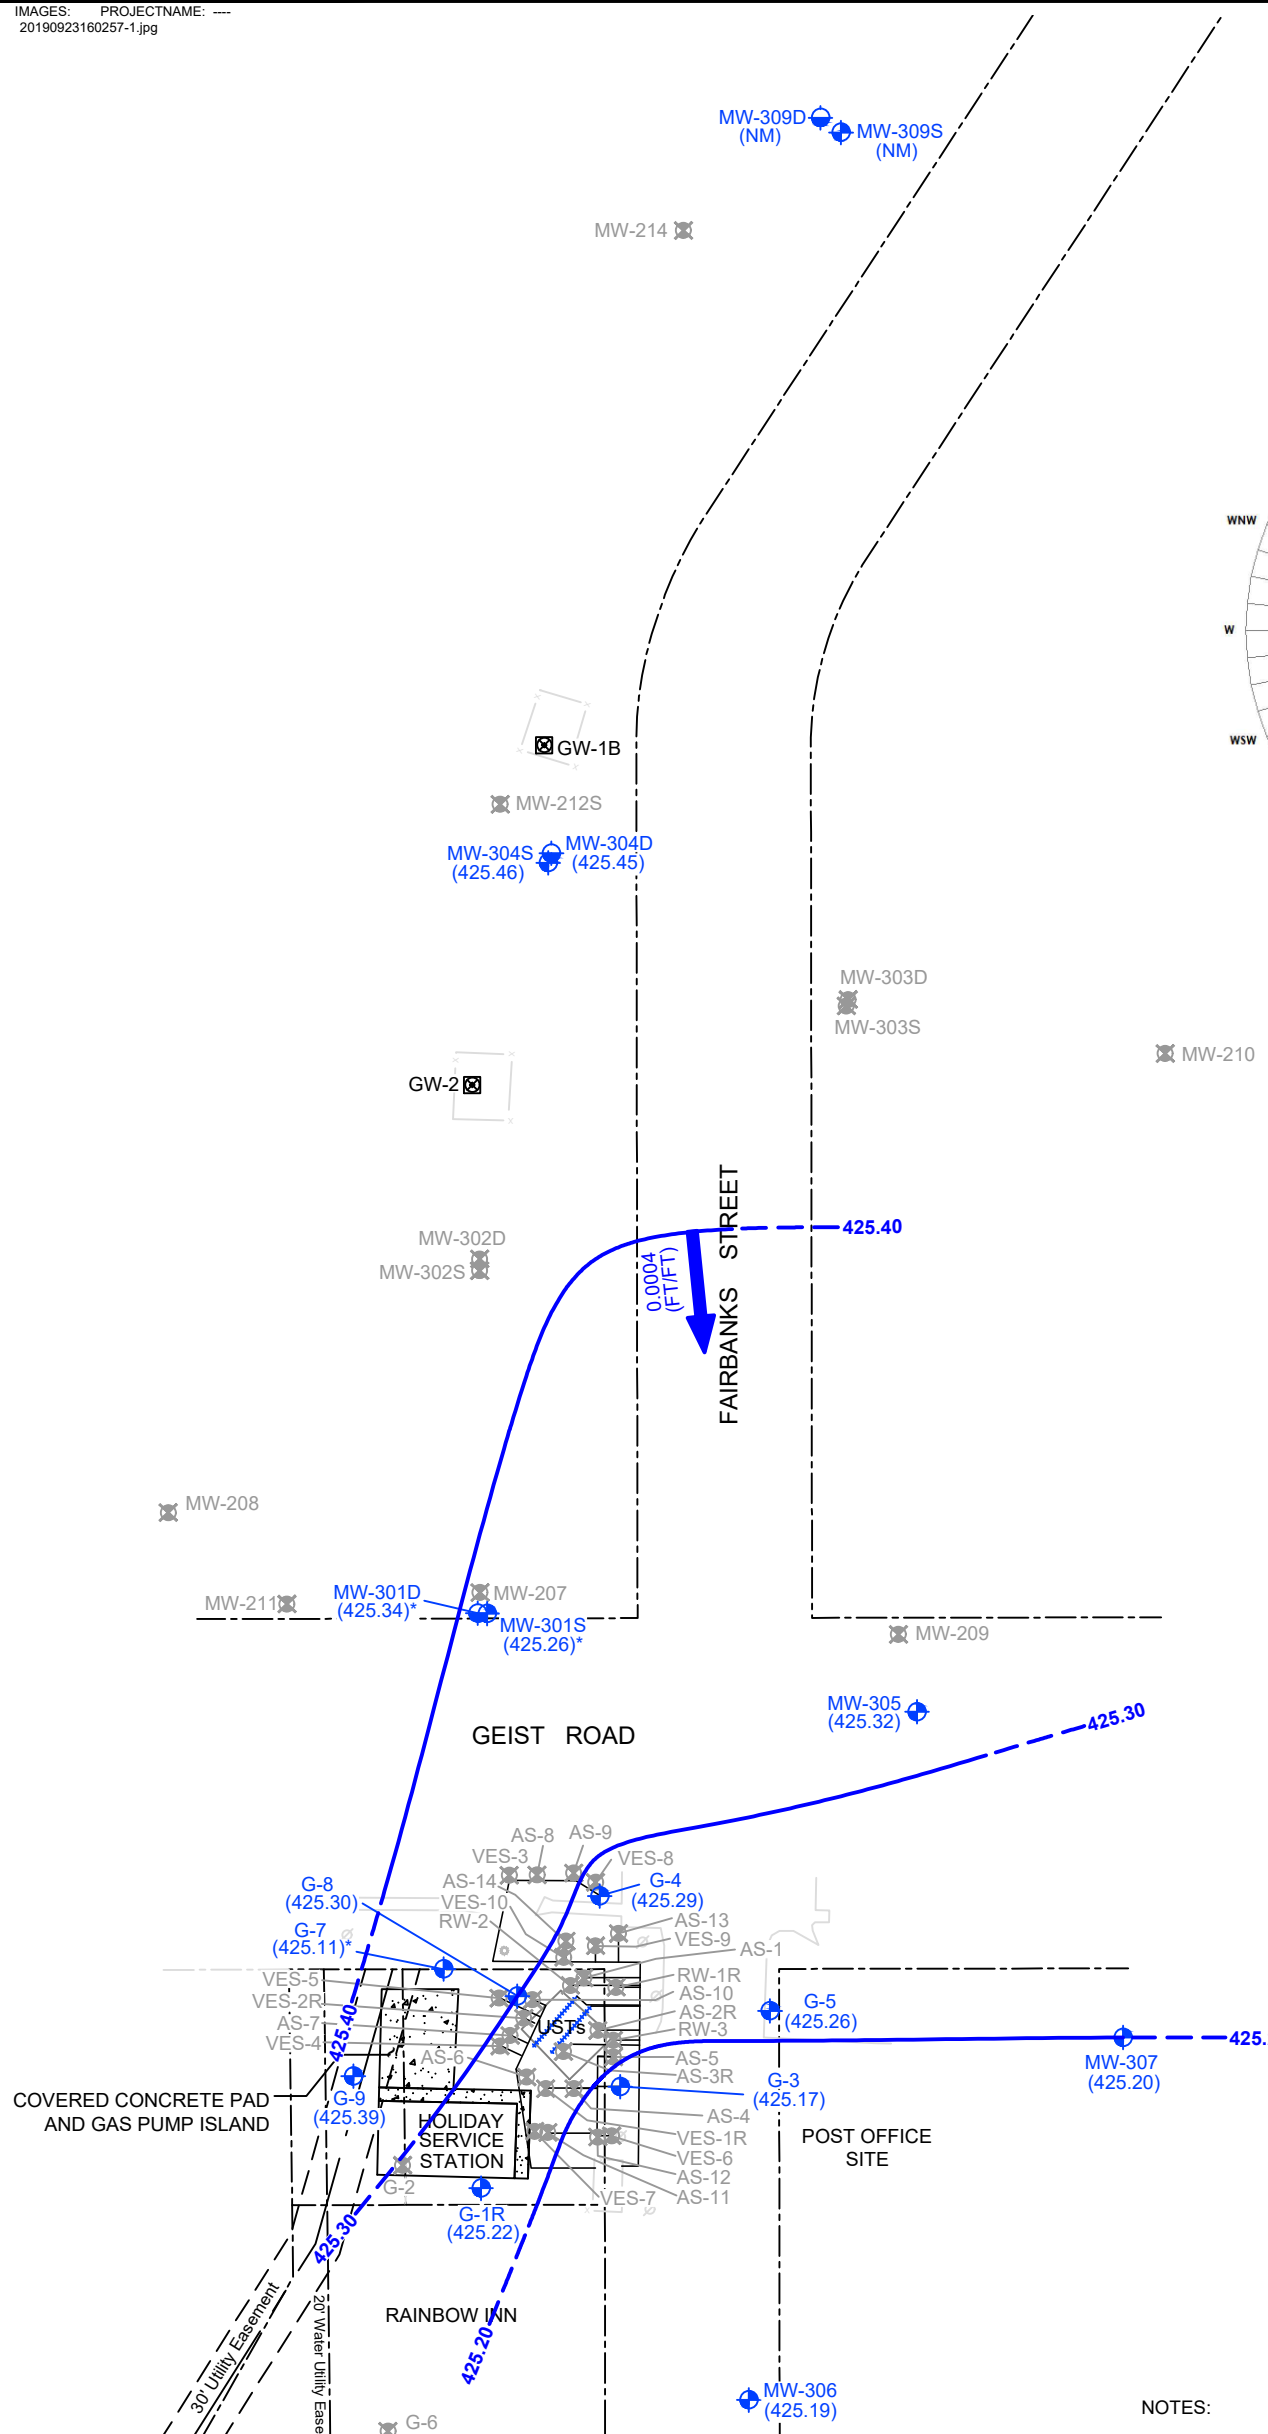 IMAGES: PROJECTNAME: ----
20190923160257-1.jpg
MW-309D
(NM)
MW-309S
(NM)
MW-214
WNW
W
WSW
GW-1B
MW-212S
MW-304S
(425.46)
MW-304D
(425.45)
MW-303D
MW-303S
MW-210
GW-2
FAIRBANKS STREET
425.40
0.0004
(FT/FT)
MW-302D
MW-302S
MW-208
MW-211
MW-301D
(425.34)*
MW-207
MW-301S
(425.26)*
MW-209
MW-305
(425.32)
425.30
GEIST ROAD
AS-8
AS-9
VES-3
VES-8
AS-14
G-8
(425.30)
G-4
(425.29)
VES-10
RW-2
G-7
(425.11)*
AS-13
VES-9
AS-1
VES-5
RW-1R
VES-2R
AS-10
AS-2R
AS-7
RW-3
VES-4
USTs
G-5
(425.26)
425.40
AS-6
AS-5
AS-3R
425.
MW-307
(425.20)
COVERED CONCRETE PAD
AND GAS PUMP ISLAND
G-9
(425.39)
G-3
(425.17)
AS-4
HOLIDAY
SERVICE
STATION
VES-1R
VES-6
AS-12
AS-11
VES-7
POST OFFICE
SITE
G-2
G-1R
(425.22)
425.30
30' Utility Easement
20' Water Utility Ease
RAINBOW INN
425.20
MW-306
(425.19)
NOTES:
G-6